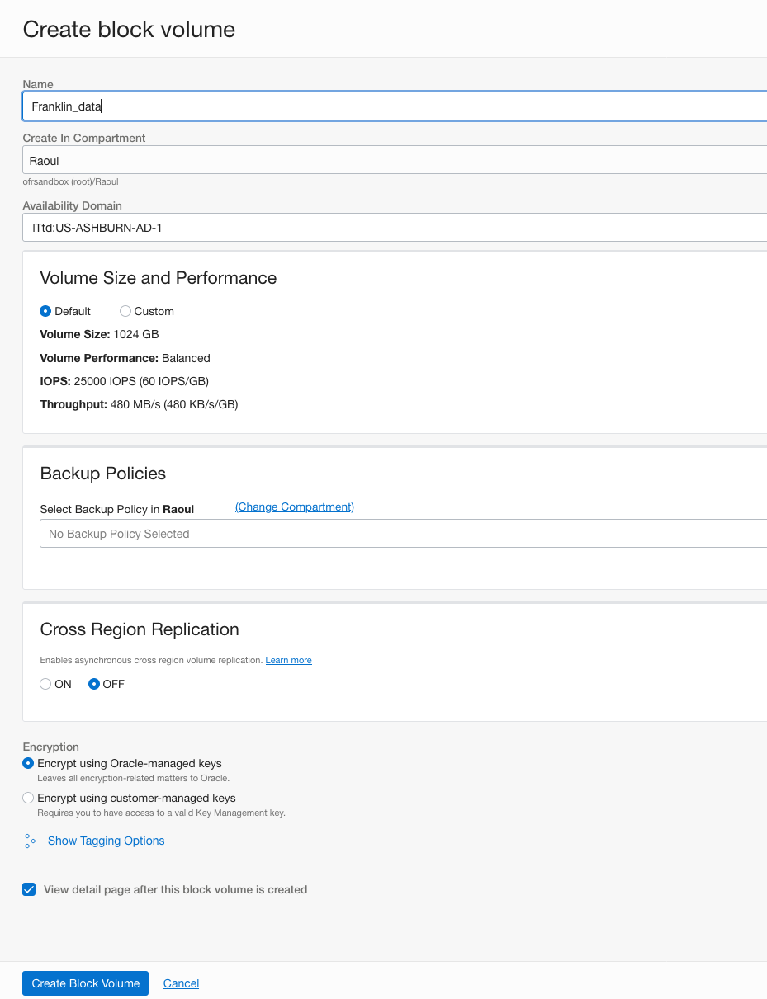 Create block volume
Name
Franklin_data
Create In Compartment
Raoul
ofrsandbox (root)/Raoul
Availability Domain
lTtd:US-ASHBURN-AD-1
Volume Size and Performance
Default Custom
Volume Size: 1024 GB
Volume Performance: Balanced
IOPS: 25000 IOPS (60 IOPS/GB)
Throughput: 480 MB/s (480 KB/s/GB)
Backup Policies
Select Backup Policy in Raoul (Change Compartment)
No Backup Policy Selected
Cross Region Replication
Enables asynchronous cross region volume replication. Learn more
ON OFF
Encryption
Encrypt using Oracle-managed keys
Leaves all encryption-related matters to Oracle.
Encrypt using customer-managed keys
Requires you to have access to a valid Key Management key.
Show Tagging Options
View detail page after this block volume is created
Create Block Volume Cancel